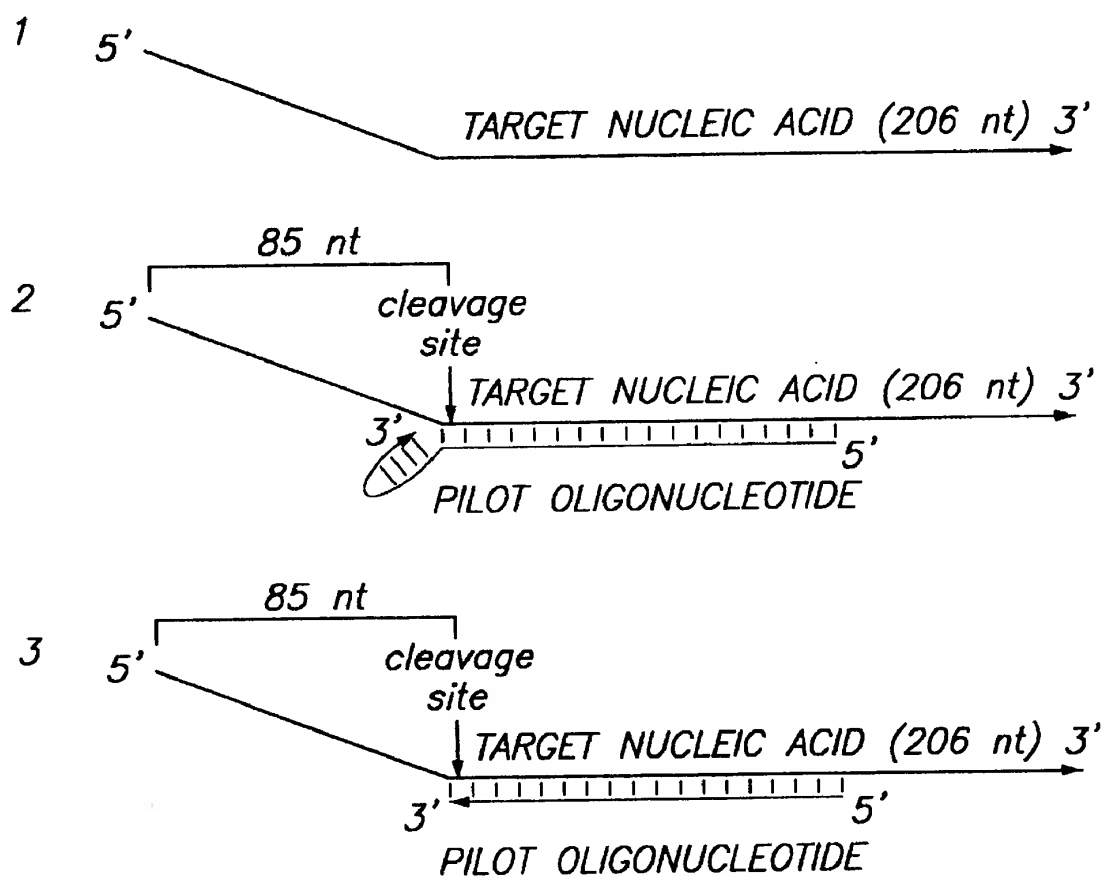 1
5'
TARGET NUCLEIC ACID (206 nt) 3'
85 nt
2
5'
cleavage
site
TARGET NUCLEIC ACID (206 nt) 3'
3'
5'
PILOT OLIGONUCLEOTIDE
85 nt
3
5'
cleavage
site
TARGET NUCLEIC ACID (206 nt) 3'
3'
5'
PILOT OLIGONUCLEOTIDE